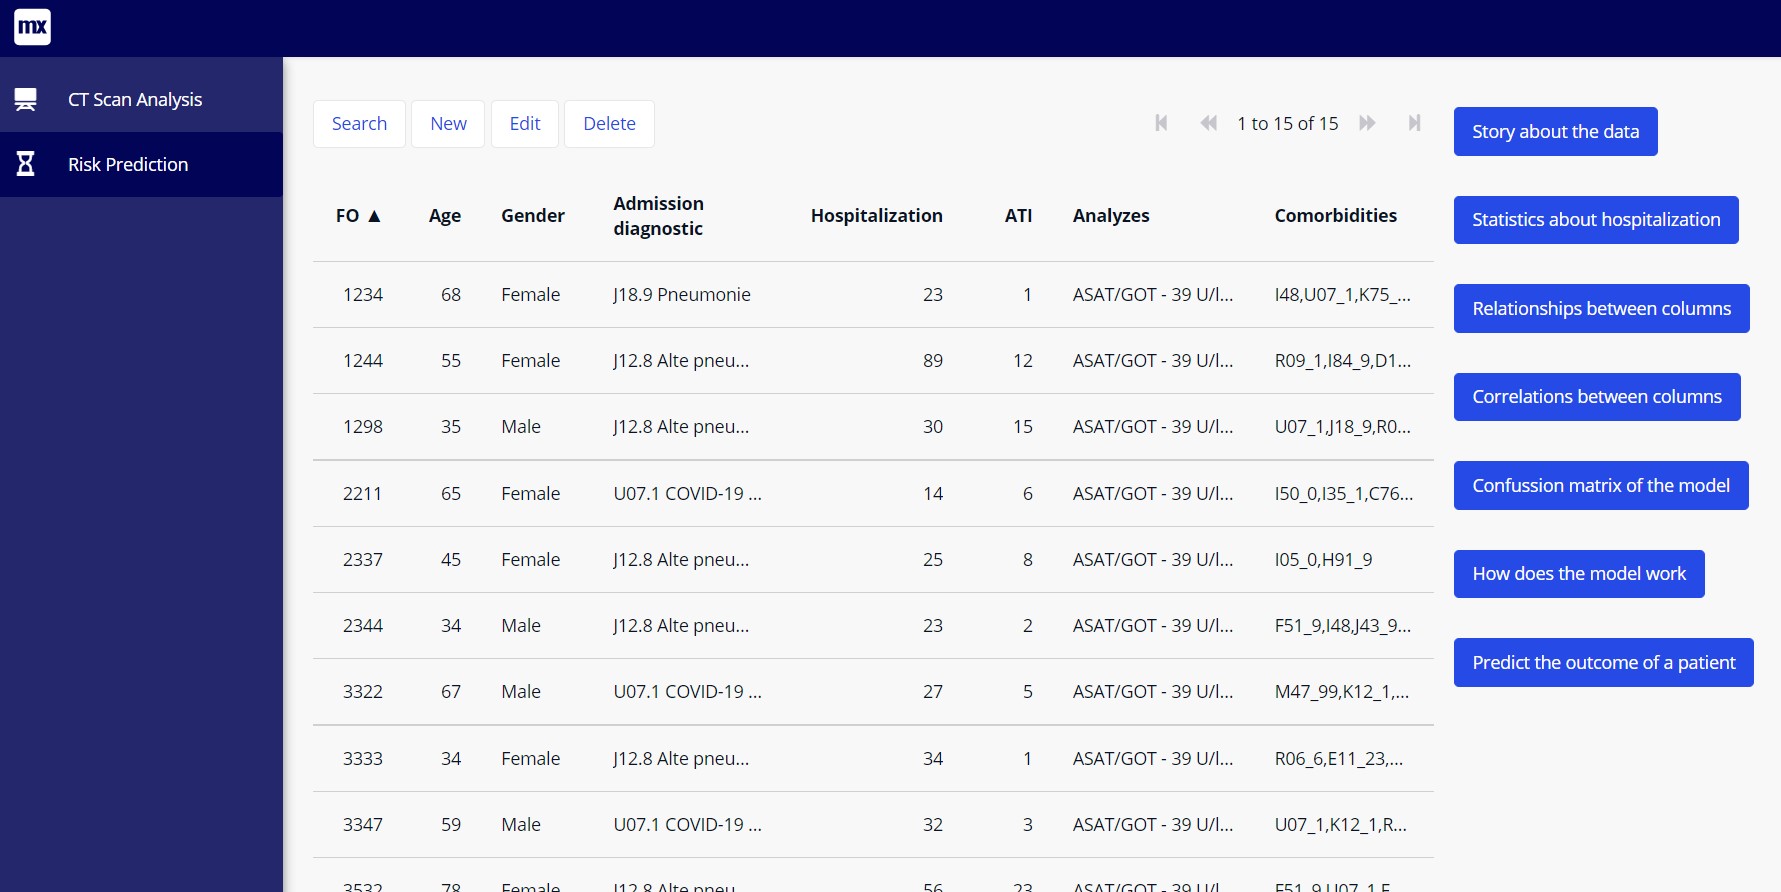 mx
CT Scan Analysis
Risk Prediction
Search New Edit Delete
1 to 15 of 15
FO ▲ Age Gender Admission diagnostic Hospitalization ATI Analyzes Comorbidities
1234 68 Female J18.9 Pneumonie 23 1 ASAT/GOT - 39 U/l... I48,U07_1,K75_...
1244 55 Female J12.8 Alte pneu... 89 12 ASAT/GOT - 39 U/l... R09_1,I84_9,D1...
1298 35 Male J12.8 Alte pneu... 30 15 ASAT/GOT - 39 U/l... U07_1,J18_9,R0...
2211 65 Female U07.1 COVID-19 ... 14 6 ASAT/GOT - 39 U/l... I50_0,I35_1,C76...
2337 45 Female J12.8 Alte pneu... 25 8 ASAT/GOT - 39 U/l... I05_0,H91_9
2344 34 Male J12.8 Alte pneu... 23 2 ASAT/GOT - 39 U/l... F51_9,I48,J43_9...
3322 67 Male U07.1 COVID-19 ... 27 5 ASAT/GOT - 39 U/l... M47_99,K12_1,...
3333 34 Female J12.8 Alte pneu... 34 1 ASAT/GOT - 39 U/l... R06_6,E11_23,...
3347 59 Male U07.1 COVID-19 ... 32 3 ASAT/GOT - 39 U/l... U07_1,K12_1,R...
3532 78 Female J12.8 Alte pneu... 56 23 ASAT/GOT - 39 U/l... F51_9,U07_1,F...
Story about the data
Statistics about hospitalization
Relationships between columns
Correlations between columns
Confussion matrix of the model
How does the model work
Predict the outcome of a patient